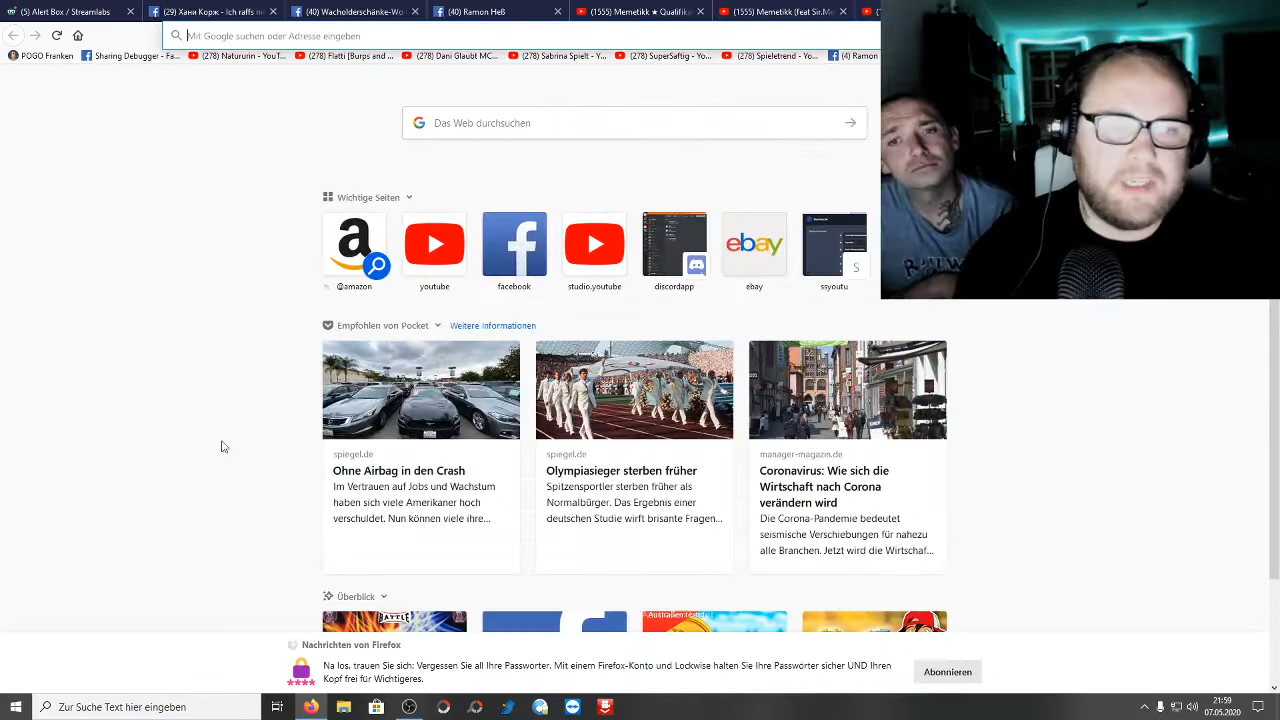 (5) Alert Box / Streamlabs
(29) Хани Корж - Ich raffs nie
(40) Wacholderschänke-Wo
(40) Ramon Heß
(1555) Memetikk ★ Qualifika
(1555) Memetikk (feat Sir.Me
Mit Google suchen oder Adresse eingeben
POGO Franken
Sharing Debugger - Fa...
(278) Natururin - YouT...
(278) Flatti (Burps and ...
(278) Dani Glaubt MC...
(278) Sabrina Spielt - Y...
(278) SuperSaftig - Yo...
(278) Spieletrend - Yo...
(4) Ramon
Das Web durchsuchen
Wichtige Seiten
ebay
S
@amazon
youtube
facebook
studio.youtube
discordapp
ebay
ssyoutu
Empfohlen von Pocket
Weitere Informationen
spiegel.de
Ohne Airbag in den Crash
Im Vertrauen auf Jobs und Wachstum
haben sich viele Amerikaner hoch
verschuldet. Nun können viele ihre...
spiegel.de
Olympiasieger sterben früher
Spitzensportler sterben früher als
Normalbürger. Das Ergebnis einer
deutschen Studie wirft brisante Fragen...
manager-magazin.de
Coronavirus: Wie sich die
Wirtschaft nach Corona
verändern wird
Die Corona-Pandemie bedeutet
seismische Verschiebungen für nahezu
alle Branchen. Jetzt wird die Wirtschaf...
Überblick
BATTLE
Australien testete
Nachrichten von Firefox
Na los, trauen Sie sich: Vergessen Sie all Ihre Passwörter. Mit einem Firefox-Konto und Lockwise halten Sie Ihre Passwörter sicher UND Ihren
Kopf frei für Wichtigeres.
Abonnieren
Zur Suche Text hier eingeben
21:59
07.05.2020